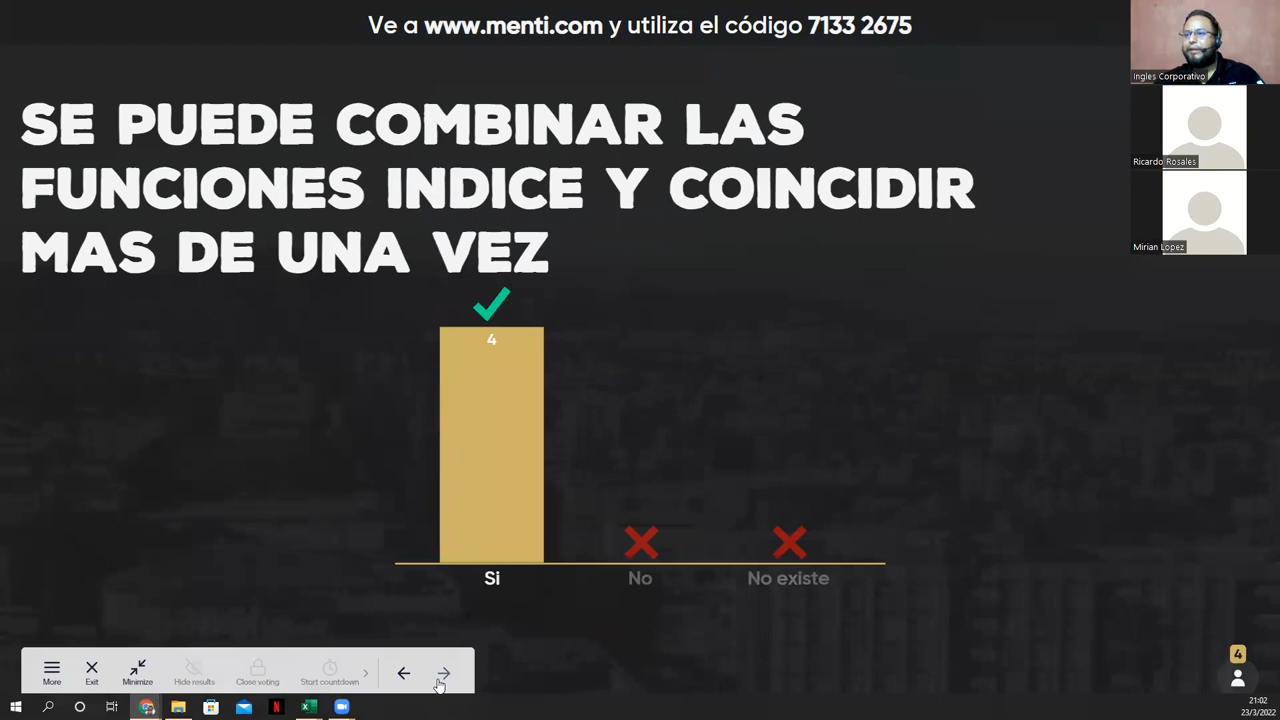 Ve a www.menti.com y utiliza el código 7133 2675
Ingles Corporativo
SE PUEDE COMBINAR LAS
FUNCIONES INDICE Y COINCIDIR
MAS DE UNA VEZ
Ricardo Rosales
Mirian Lopez
4
Si
No
No existe
4
More
Exit
Minimize
Hide results
Close voting
Start countdown
21:02
23/3/2022